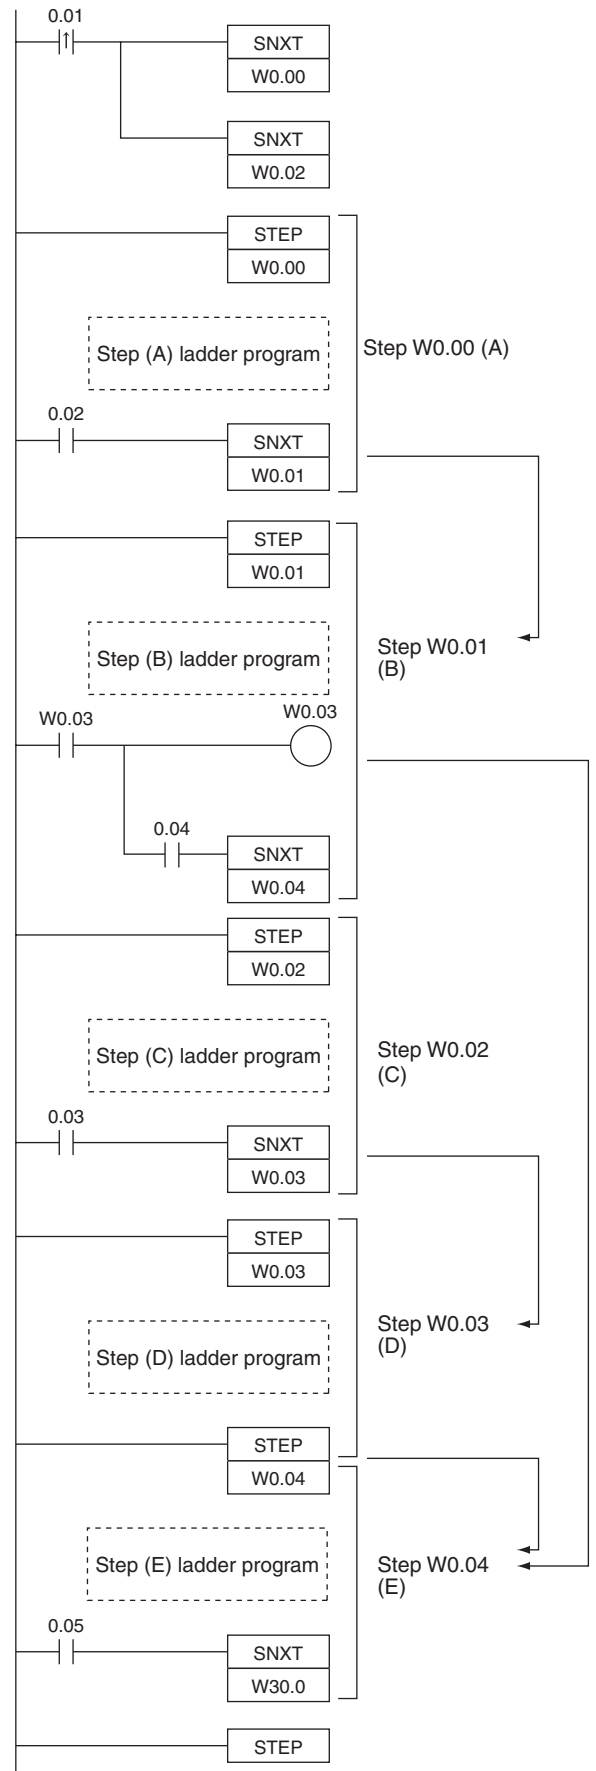 0.01
SNXT
W0.00
SNXT
W0.02
STEP
W0.00
Step (A) ladder program
Step W0.00 (A)
0.02
SNXT
W0.01
STEP
W0.01
Step (B) ladder program
Step W0.01
(B)
W0.03
W0.03
0.04
SNXT
W0.04
STEP
W0.02
Step (C) ladder program
Step W0.02
(C)
0.03
SNXT
W0.03
STEP
W0.03
Step (D) ladder program
Step W0.03
(D)
STEP
W0.04
Step (E) ladder program
Step W0.04
(E)
0.05
SNXT
W30.0
STEP